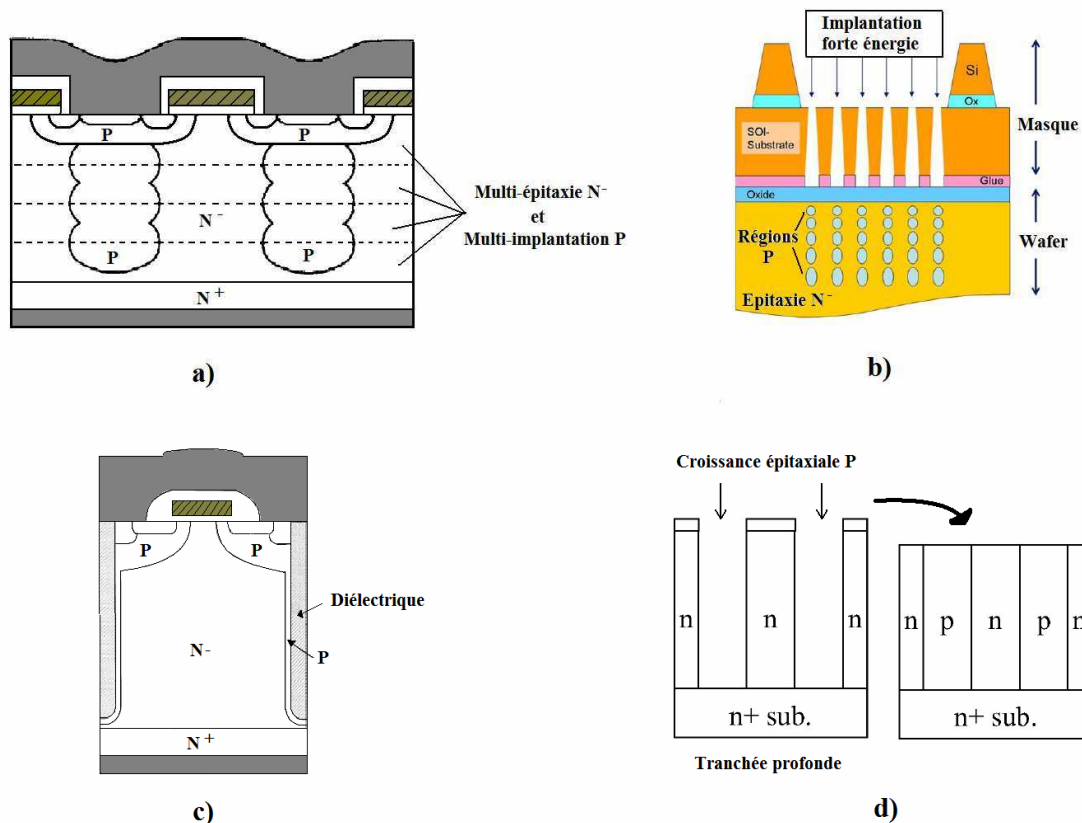 P
P
N⁻
P
P
N⁺
Multi-épitaxie N⁻
et
Multi-implantation P
a)
Implantation
forte énergie
Si
Ox
SOI-
Substrate
Masque
Glue
Oxide
Régions
P
Wafer
Epitaxie N⁻
b)
P
P
Diélectrique
N-
P
N⁺
c)
Croissance épitaxiale P
n
n
n
n+ sub.
n
p
n
p
n
n+ sub.
Tranchée profonde
d)